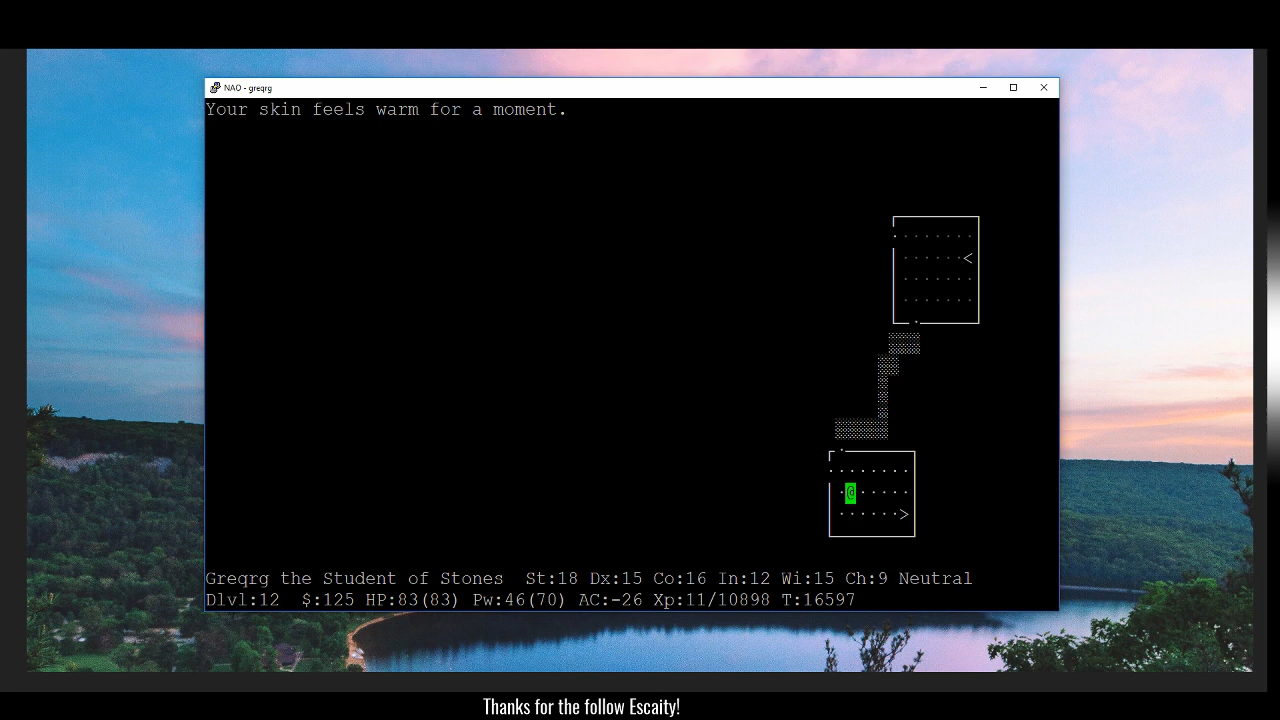 NAO - greqrg
Your skin feels warm for a moment.
<
@
>
Greqrg the Student of Stones  St:18 Dx:15 Co:16 In:12 Wi:15 Ch:9 Neutral
Dlvl:12  $:125 HP:83(83) Pw:46(70) AC:-26 Xp:11/10898 T:16597
Thanks for the follow Escaity!